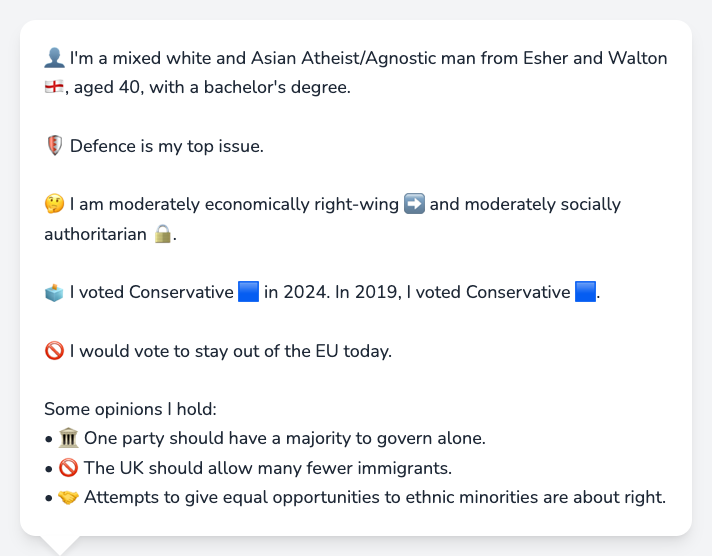 👤 I'm a mixed white and Asian Atheist/Agnostic man from Esher and Walton
🏴󠁧󠁢󠁥󠁮󠁧󠁿, aged 40, with a bachelor's degree.
🛡️ Defence is my top issue.
🤔 I am moderately economically right-wing ➡️ and moderately socially
authoritarian 🔒.
🗳️ I voted Conservative 🟦 in 2024. In 2019, I voted Conservative 🟦.
🚫 I would vote to stay out of the EU today.
Some opinions I hold:
• 🏛️ One party should have a majority to govern alone.
• 🚫 The UK should allow many fewer immigrants.
• 🤝 Attempts to give equal opportunities to ethnic minorities are about right.